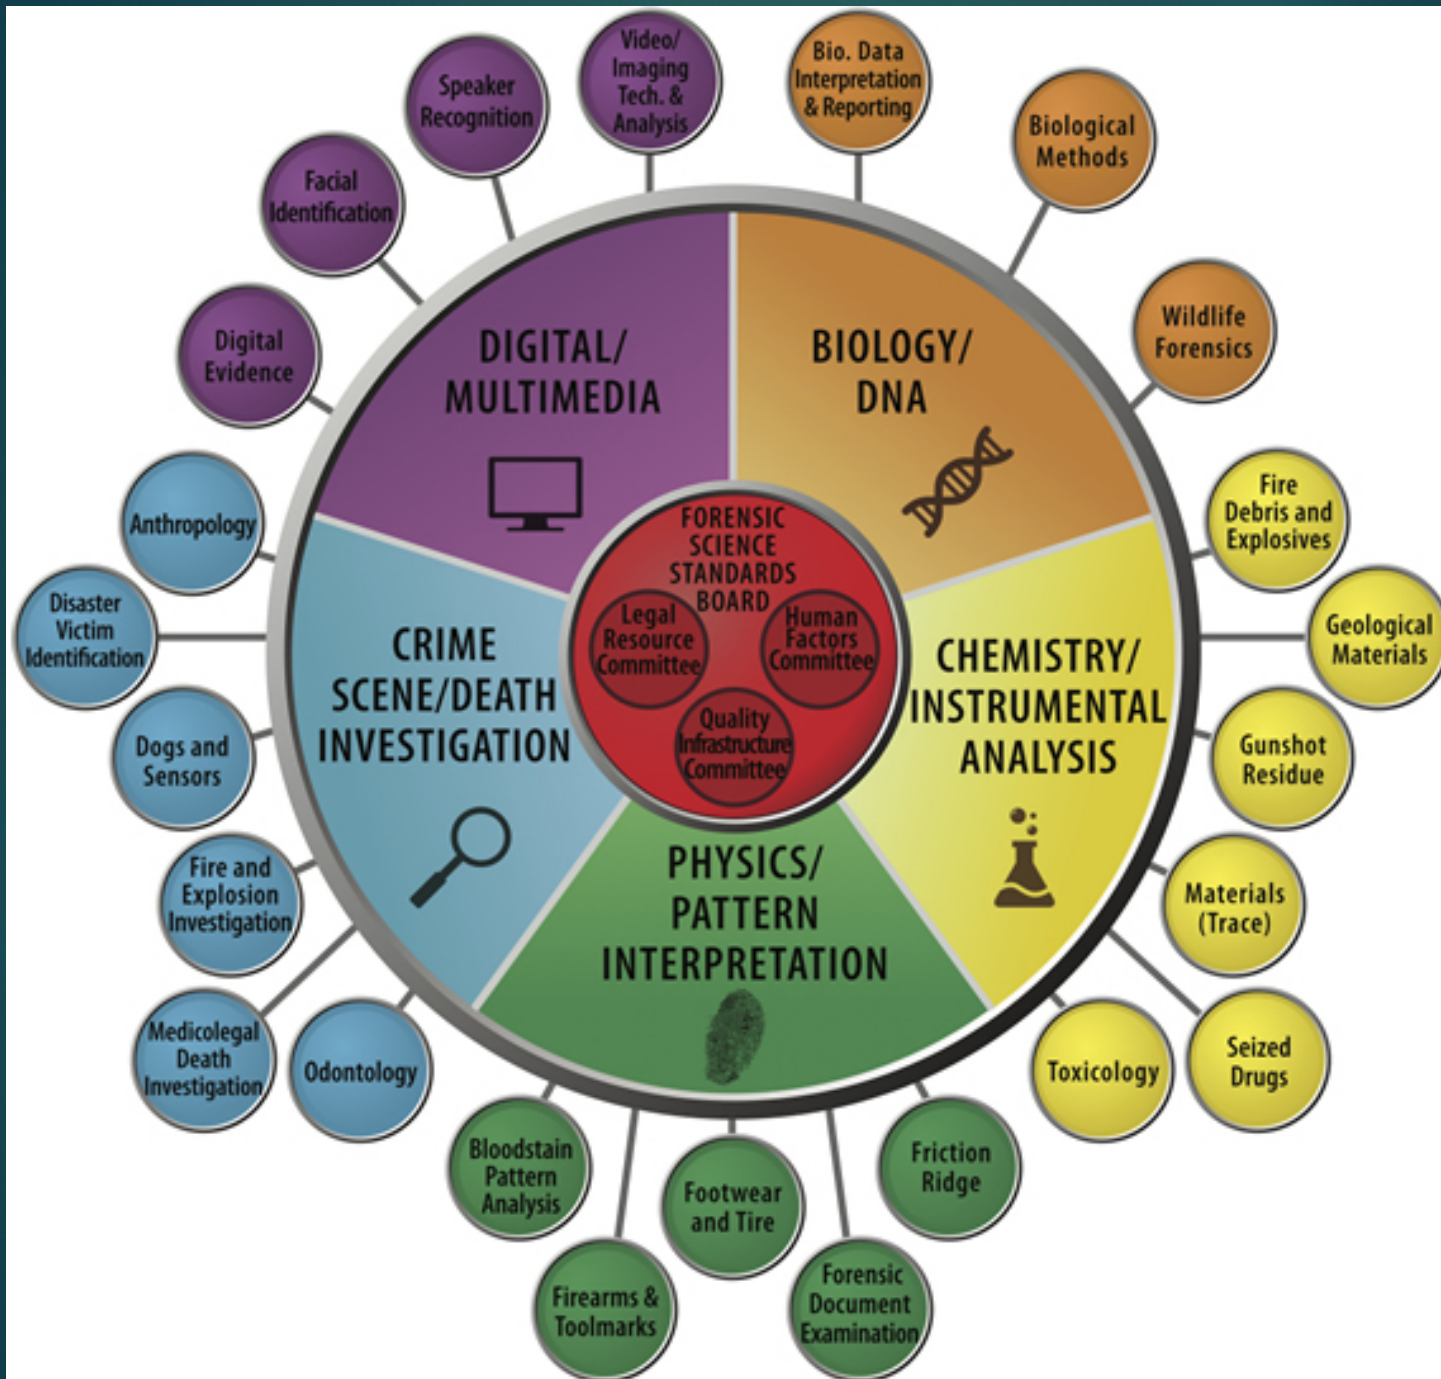 Video/
Imaging
Tech. &
Analysis
Bio. Data
Interpretation
& Reporting
Speaker
Recognition
Biological
Methods
Facial
Identification
Wildlife
Forensics
Digital
Evidence
DIGITAL/
MULTIMEDIA
BIOLOGY/
DNA
Anthropology
Fire
Debris and
Explosives
FORENSIC
SCIENCE
STANDARDS
BOARD
Legal
Resource
Committee
Human
Factors
Committee
Quality
Infrastructure
Committee
Disaster
Victim
Identification
CRIME
SCENE/DEATH
INVESTIGATION
CHEMISTRY/
INSTRUMENTAL
ANALYSIS
Geological
Materials
Dogs and
Sensors
Gunshot
Residue
Fire and
Explosion
Investigation
PHYSICS/
PATTERN
INTERPRETATION
Materials
(Trace)
Medicolegal
Death
Investigation
Odontology
Toxicology
Seized
Drugs
Bloodstain
Pattern
Analysis
Footwear
and Tire
Friction
Ridge
Firearms &
Toolmarks
Forensic
Document
Examination